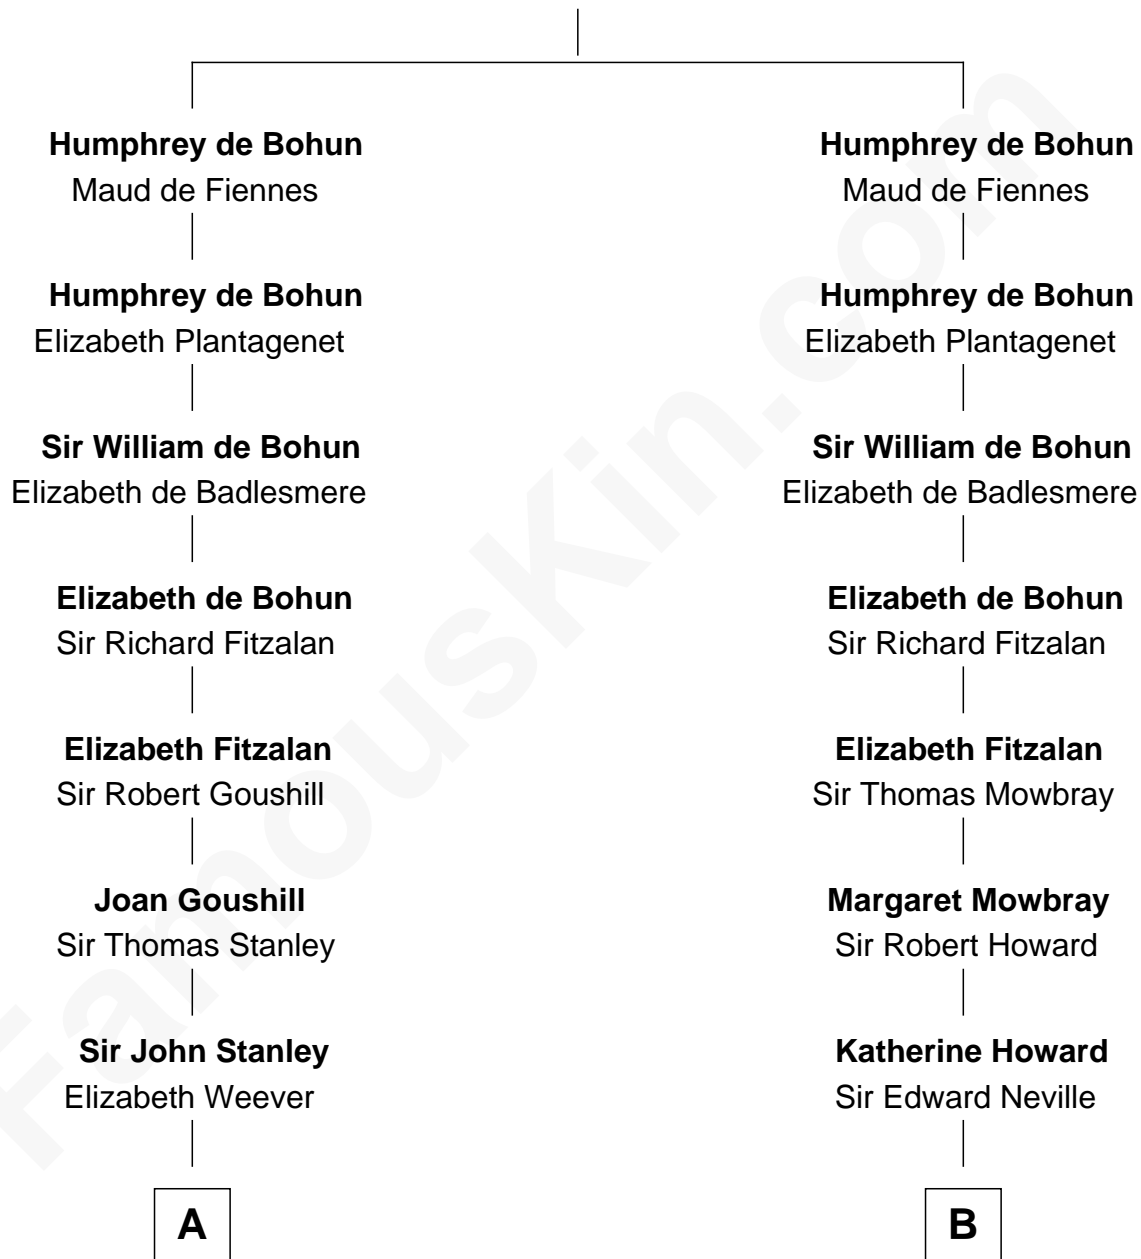 Humphrey de Bohun
Maud de Fiennes
Humphrey de Bohun
Elizabeth Plantagenet
Sir William de Bohun
Elizabeth de Badlesmere
Elizabeth de Bohun
Sir Richard Fitzalan
Elizabeth Fitzalan
Sir Robert Goushill
Joan Goushill
Sir Thomas Stanley
Sir John Stanley
Elizabeth Weever
A
Humphrey de Bohun
Maud de Fiennes
Humphrey de Bohun
Elizabeth Plantagenet
Sir William de Bohun
Elizabeth de Badlesmere
Elizabeth de Bohun
Sir Richard Fitzalan
Elizabeth Fitzalan
Sir Thomas Mowbray
Margaret Mowbray
Sir Robert Howard
Katherine Howard
Sir Edward Neville
B
FamousKin.com